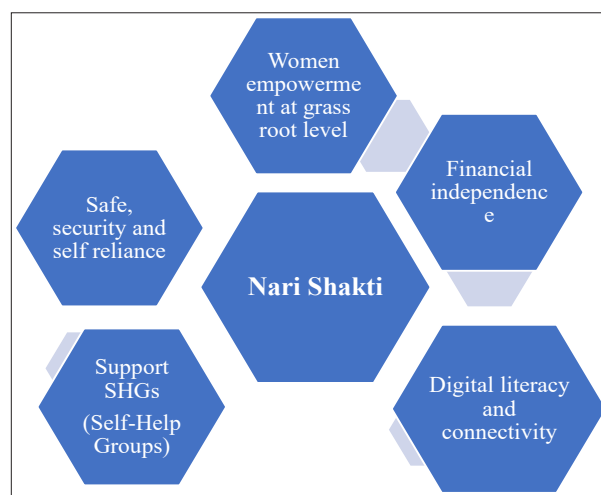 Women
empowerme
nt at grass
root level
Financial
independenc
e
Safe,
security and
self reliance
Nari Shakti
Support
SHGs
(Self-Help
Groups)
Digital literacy
and
connectivity